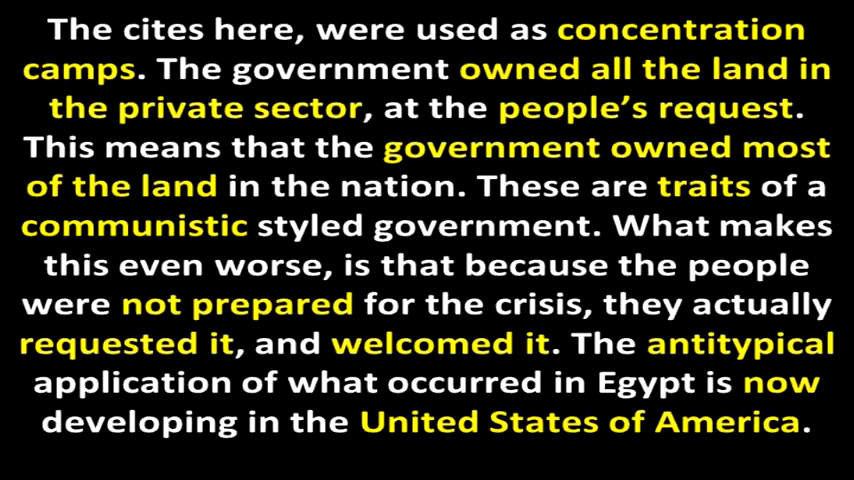 The cites here, were used as concentration
camps. The government owned all the land in
the private sector, at the people’s request.
This means that the government owned most
of the land in the nation. These are traits of a
communistic styled government. What makes
this even worse, is that because the people
were not prepared for the crisis, they actually
requested it, and welcomed it. The antitypical
application of what occurred in Egypt is now
developing in the United States of America.